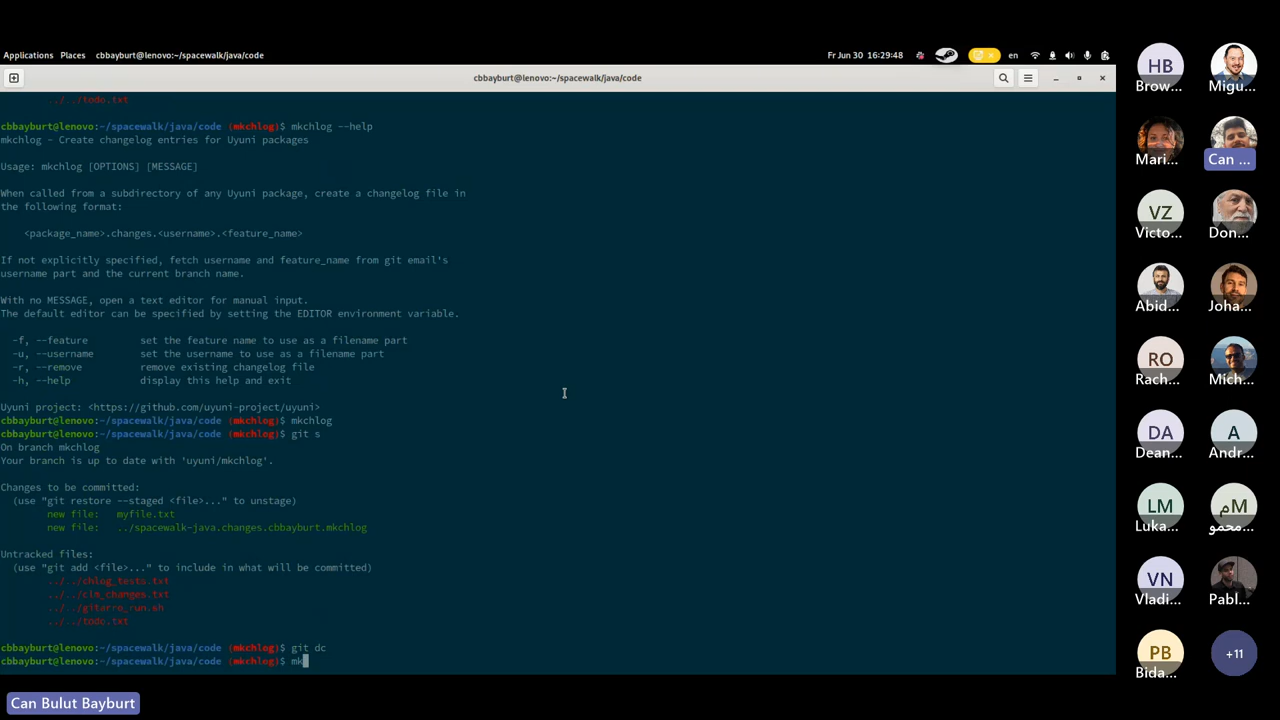 Applications Places cbbayburt@lenovo:~/spacewalk/java/code Fr Jun 30 16:29:48 en
cbbayburt@lenovo:~/spacewalk/java/code
../../todo.txt
cbbayburt@lenovo:~/spacewalk/java/code (mkchlog)$ mkchlog --help
mkchlog - Create changelog entries for Uyuni packages
Usage: mkchlog [OPTIONS] [MESSAGE]
When called from a subdirectory of any Uyuni package, create a changelog file in
the following format:
<package_name>.changes.<username>.<feature_name>
If not explicitly specified, fetch username and feature_name from git email's
username part and the current branch name.
With no MESSAGE, open a text editor for manual input.
The default editor can be specified by setting the EDITOR environment variable.
-f, --feature set the feature name to use as a filename part
-u, --username set the username to use as a filename part
-r, --remove remove existing changelog file
-h, --help display this help and exit
Uyuni project: <https://github.com/uyuni-project/uyuni>
cbbayburt@lenovo:~/spacewalk/java/code (mkchlog)$ mkchlog
cbbayburt@lenovo:~/spacewalk/java/code (mkchlog)$ git s
On branch mkchlog
Your branch is up to date with 'uyuni/mkchlog'.
Changes to be committed:
(use "git restore --staged <file>..." to unstage)
new file: myfile.txt
new file: ../spacewalk-java.changes.cbbayburt.mkchlog
Untracked files:
(use "git add <file>..." to include in what will be committed)
../../chlog_tests.txt
../../clm_changes.txt
../../gitarro_run.sh
../../todo.txt
cbbayburt@lenovo:~/spacewalk/java/code (mkchlog)$ git dc
cbbayburt@lenovo:~/spacewalk/java/code (mkchlog)$ mk
HB
Brow... Migu...
Mari... Can ...
VZ
Victo... Don...
Abid... Joha...
RO
Rach... Mich...
DA A
Dean... Andr...
LM م
Luka... محمو...
VN
Vladi... Pabl...
PB +11
Bida...
Can Bulut Bayburt